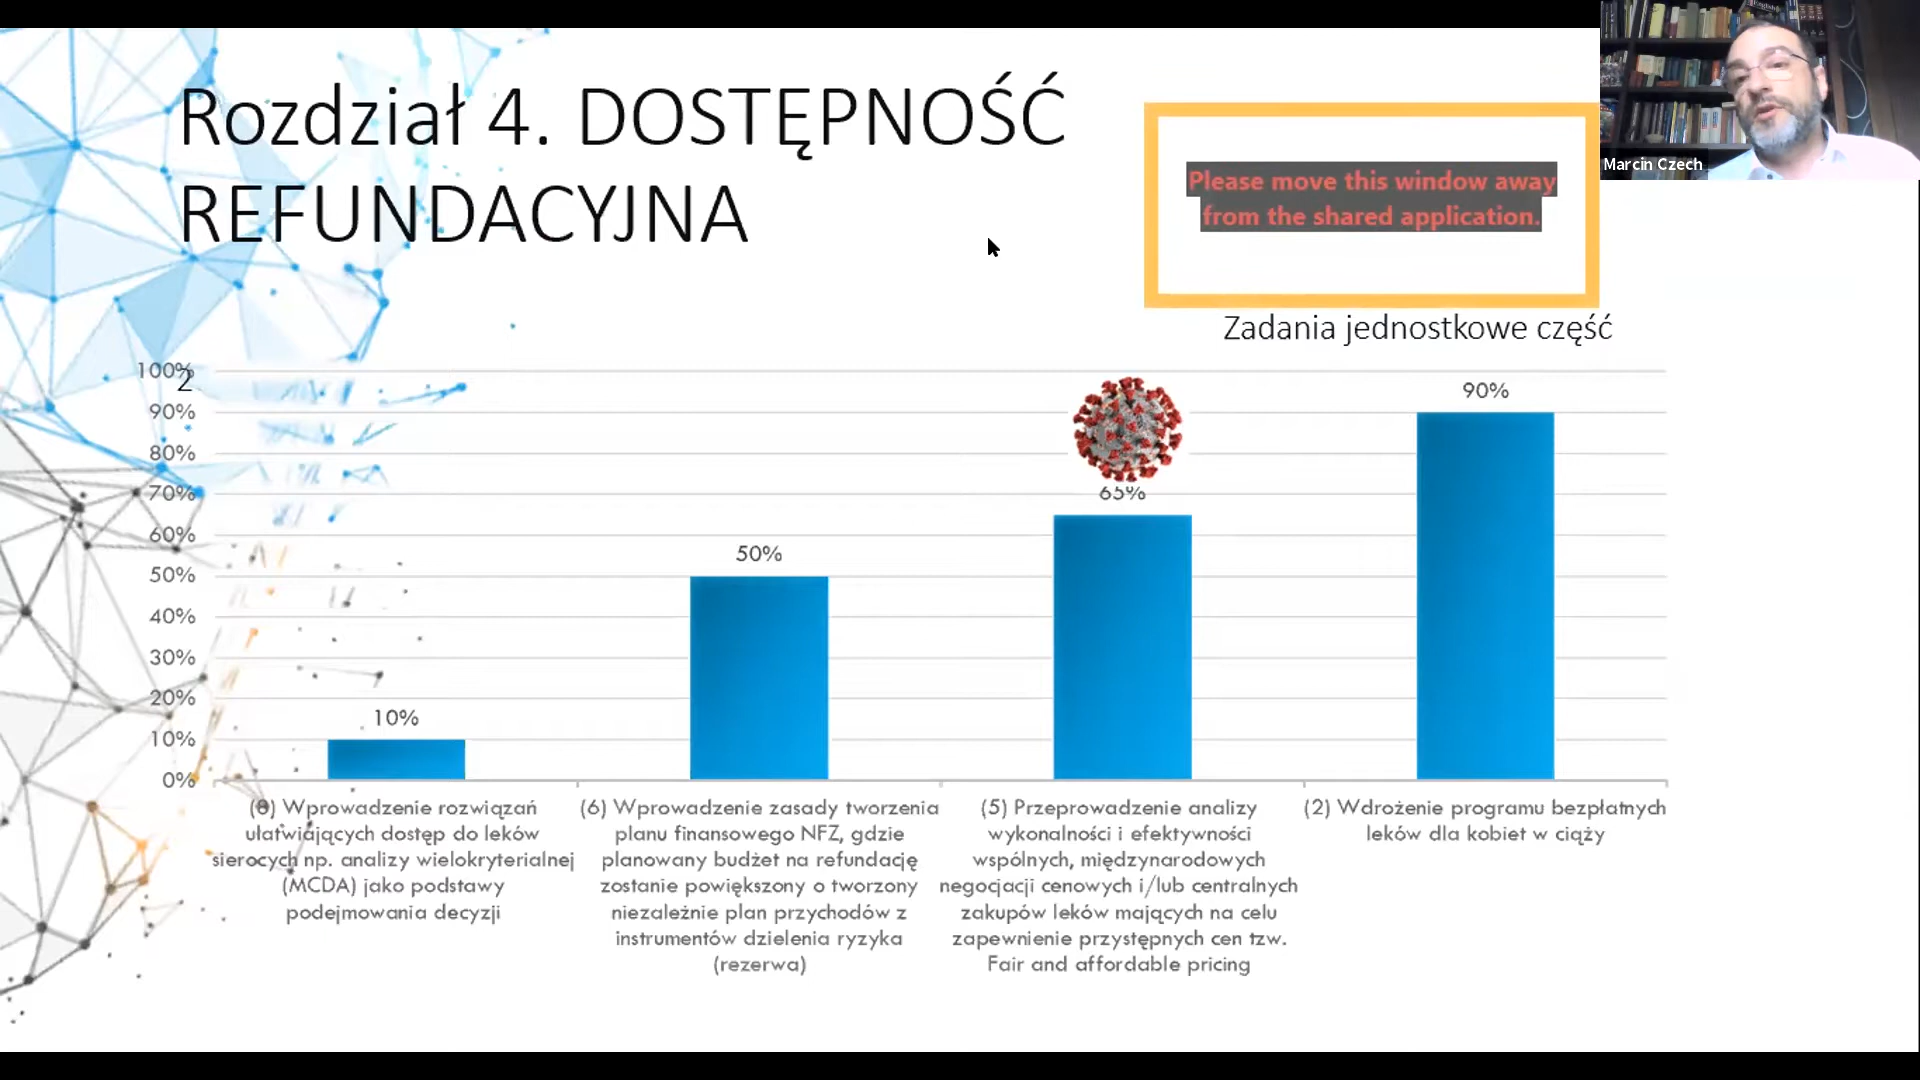 Rozdział 4. DOSTĘPNOŚĆ
REFUNDACYJNA
Please move this window away
from the shared application.
Marcin Czech
Zadania jednostkowe część
2
100%
90%
80%
70%
60%
50%
40%
30%
20%
10%
0%
10%
50%
65%
90%
(8) Wprowadzenie rozwiązań
ułatwiających dostęp do leków
sierocych np. analizy wielokryterialnej
(MCDA) jako podstawy
podejmowania decyzji
(6) Wprowadzenie zasady tworzenia
planu finansowego NFZ, gdzie
planowany budżet na refundację
zostanie powiększony o tworzony
niezależnie plan przychodów z
instrumentów dzielenia ryzyka
(rezerwa)
(5) Przeprowadzenie analizy
wykonalności i efektywności
wspólnych, międzynarodowych
negocjacji cenowych i/lub centralnych
zakupów leków mających na celu
zapewnienie przystępnych cen tzw.
Fair and affordable pricing
(2) Wdrożenie programu bezpłatnych
leków dla kobiet w ciąży